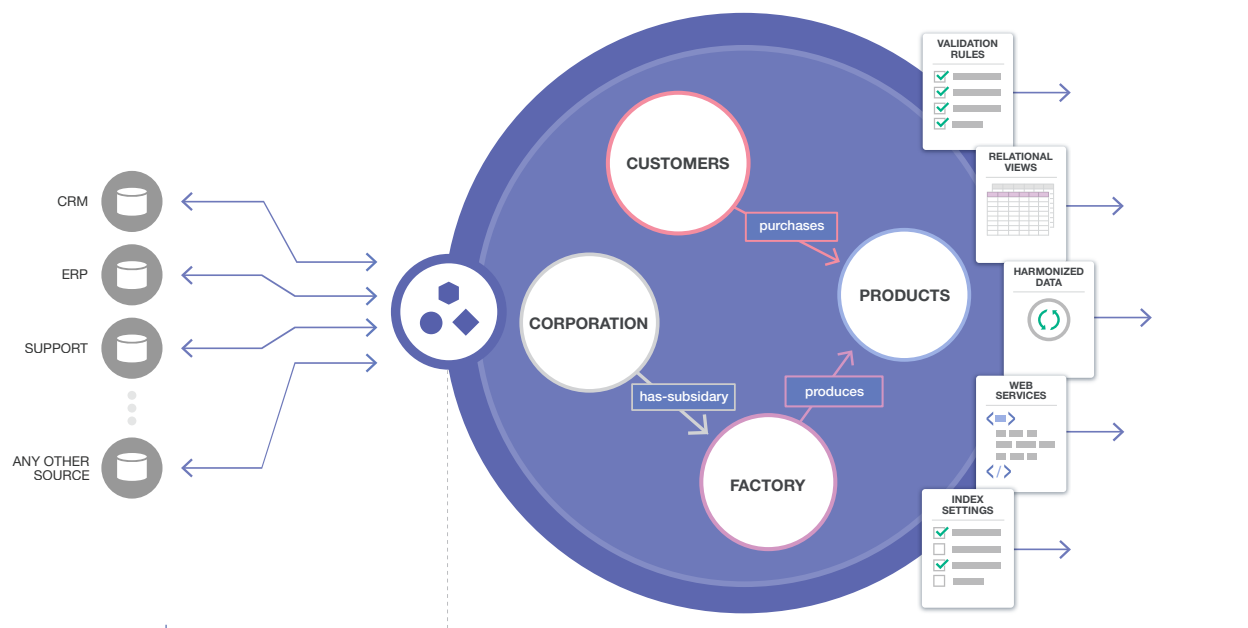 CRM
ERP
SUPPORT
ANY OTHER
SOURCE
CUSTOMERS
purchases
PRODUCTS
CORPORATION
has-subsidary
produces
FACTORY
VALIDATION
RULES
RELATIONAL
VIEWS
HARMONIZED
DATA
WEB
SERVICES
< >
</>
INDEX
SETTINGS